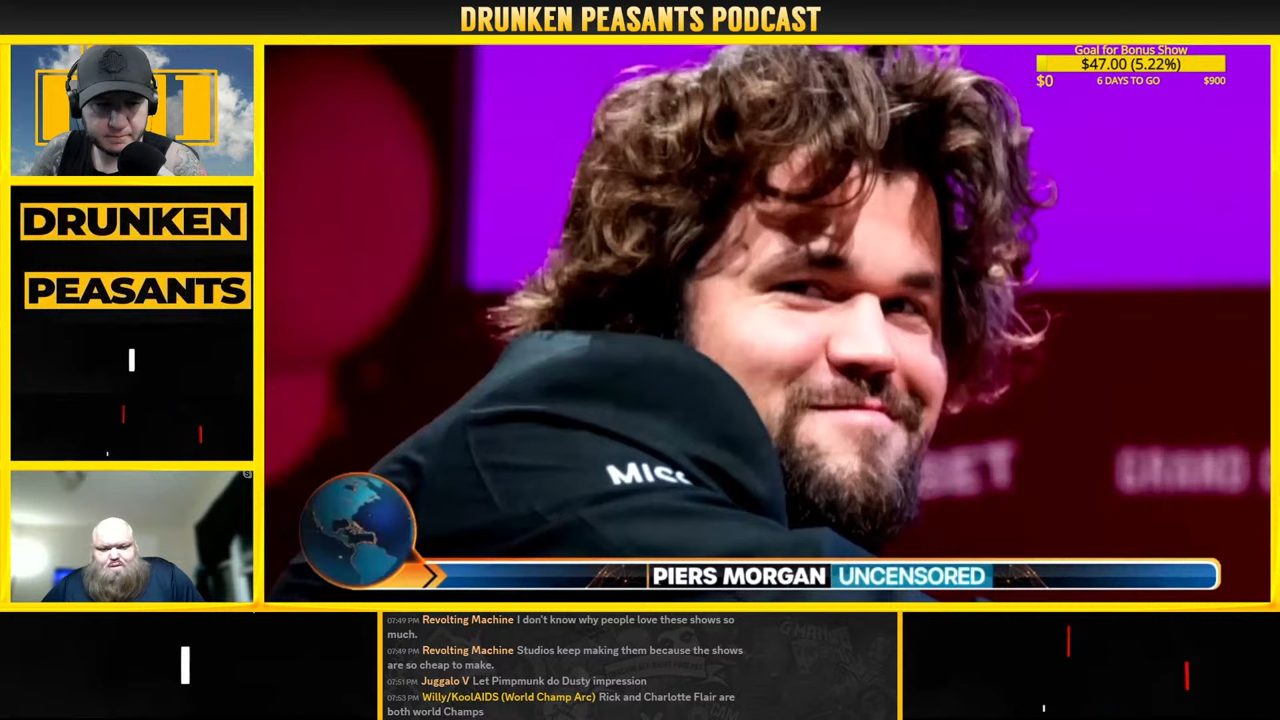 DRUNKEN PEASANTS PODCAST
Goal for Bonus Show
$47.00 (5.22%)
$0 6 DAYS TO GO $900
DRUNKEN
PEASANTS
PIERS MORGAN UNCENSORED
07:49 PM Revolting Machine I don't know why people love these shows so
much.
07:49 PM Revolting Machine Studios keep making them because the shows
are so cheap to make.
07:51 PM Juggalo V Let Pimpmunk do Dusty impression
07:53 PM Willy/KoolAIDS (World Champ Arc) Rick and Charlotte Flair are
both world Champs